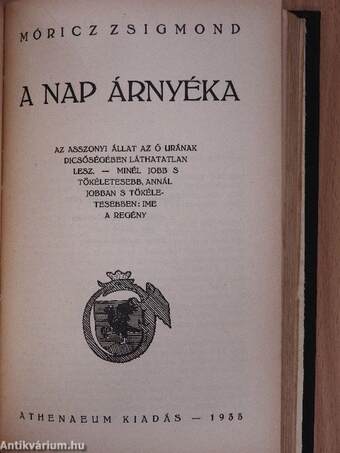 MÓRICZ ZSIGMOND
A NAP ÁRNYÉKA
AZ ASSZONYI ÁLLAT AZ Ő URÁNAK
DICSŐSÉGÉBEN LÁTHATATLAN
LESZ. — MINÉL JOBB S
TÖKÉLETESEBB, ANNÁL
JOBBAN S TÖKÉLE-
TESEBBEN: IME
A REGÉNY
ATHENAEUM KIADÁS — 1935
Antikvárium.hu